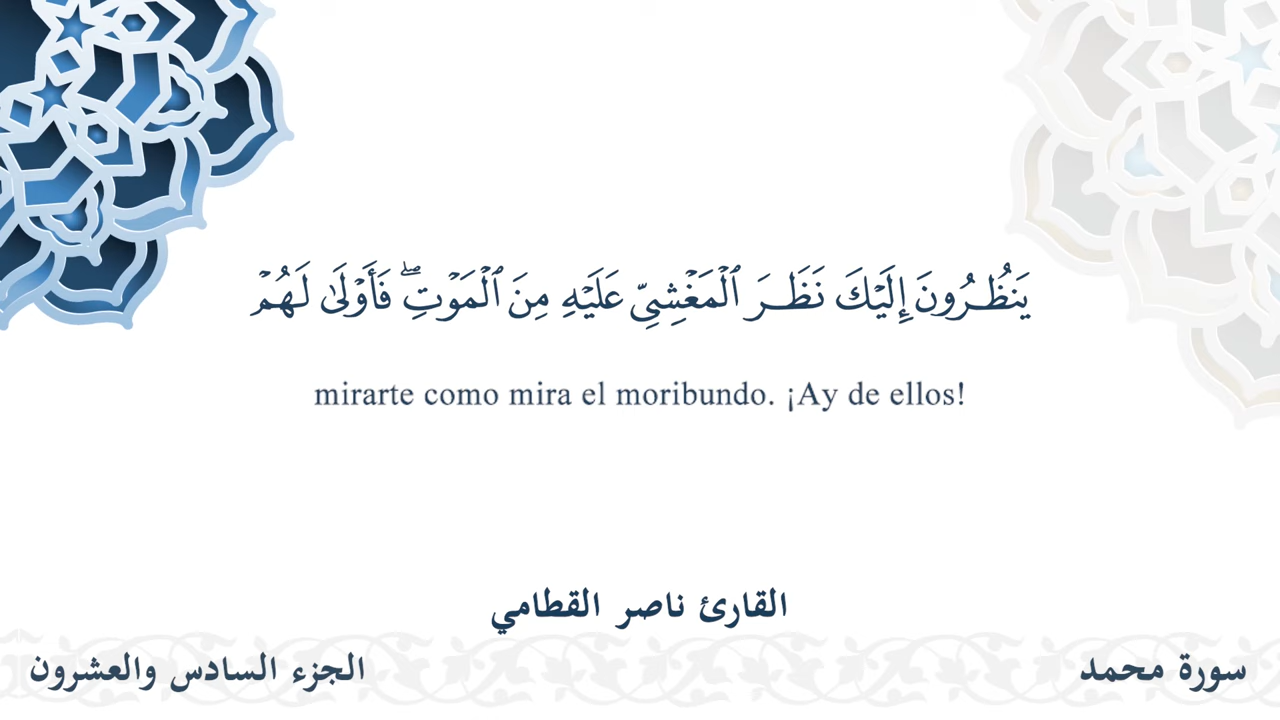 يَنظُرُونَ إِلَيۡكَ نَظَرَ ٱلۡمَغۡشِيِّ عَلَيۡهِ مِنَ ٱلۡمَوۡتِۖ فَأَوۡلَىٰ لَهُمۡ
mirarte como mira el moribundo. ¡Ay de ellos!
القارئ ناصر القطامي
سورة محمد
الجزء السادس والعشرون